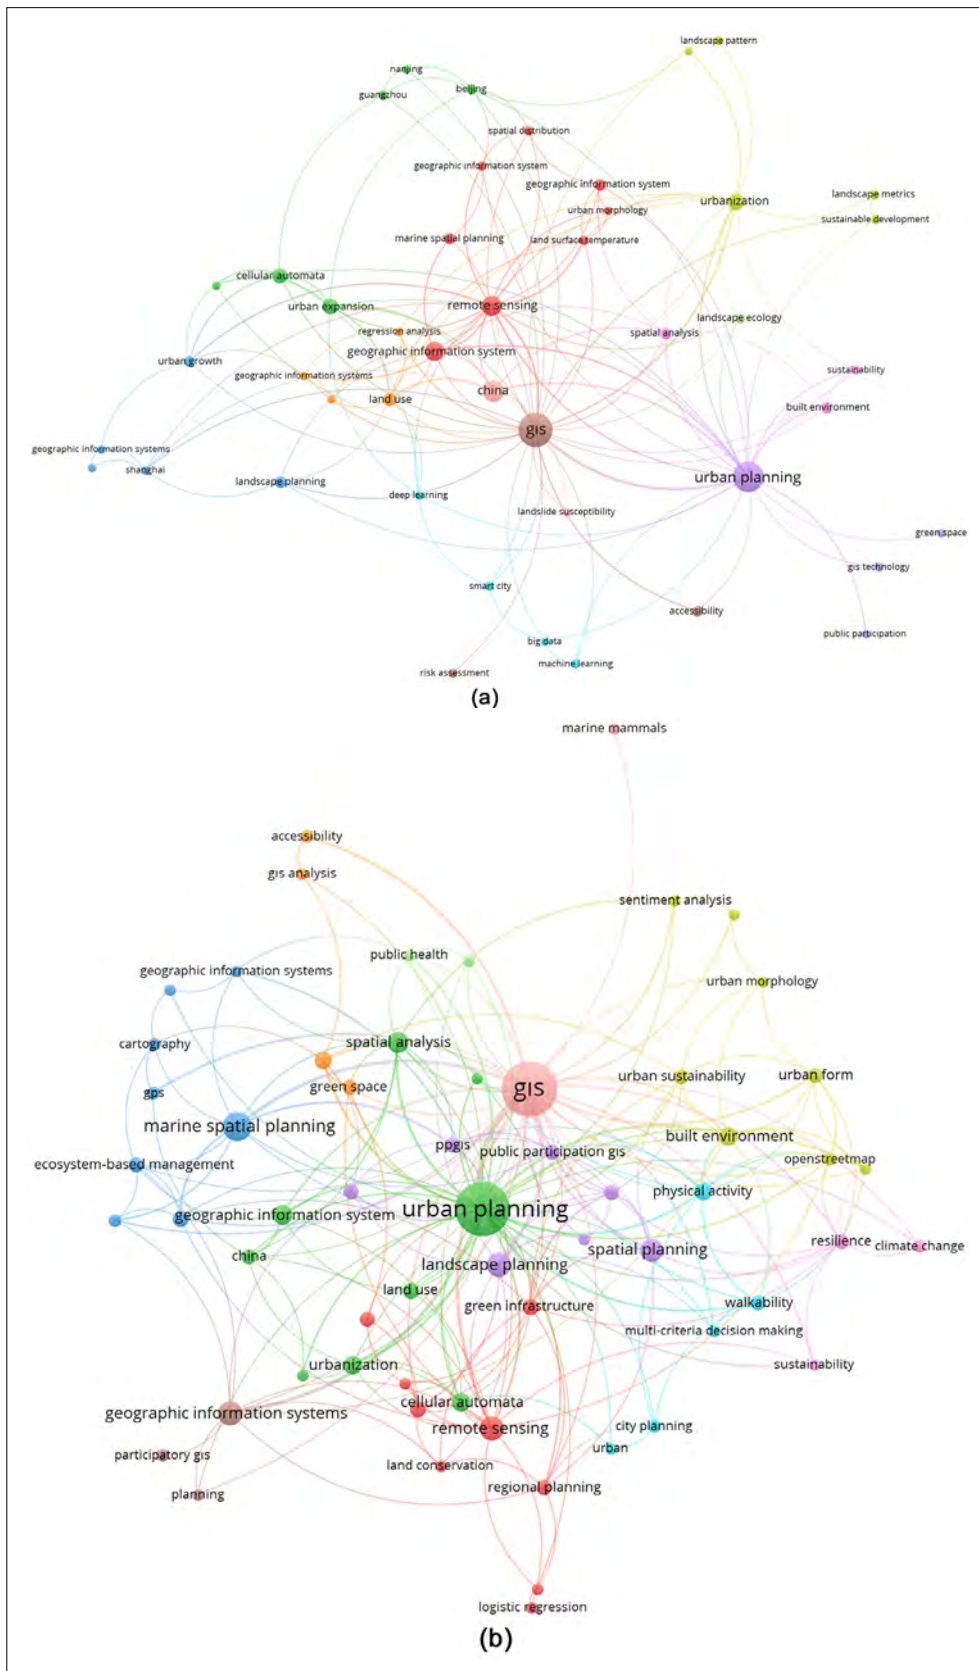 landscape pattern
nanjing
beijing
guangzhou
spatial distribution
geographic information system
geographic information system
landscape metrics
urbanization
urban morphology
sustainable development
marine spatial planning
land surface temperature
cellular automata
remote sensing
urban expansion
landscape ecology
regression analysis
spatial analysis
geographic information system
urban growth
sustainability
geographic information systems
china
land use
built environment
gis
geographic information systems
shanghai
urban planning
landscape planning
deep learning
landslide susceptibility
green space
gis technology
smart city
accessibility
public participation
big data
machine learning
risk assessment
(a)
marine mammals
accessibility
gis analysis
sentiment analysis
public health
geographic information systems
urban morphology
cartography
spatial analysis
urban sustainability
urban form
green space
gis
gps
marine spatial planning
built environment
ppgis
public participation gis
openstreetmap
ecosystem-based management
physical activity
urban planning
geographic information system
resilience
climate change
china
spatial planning
landscape planning
land use
green infrastructure
walkability
multi-criteria decision making
urbanization
sustainability
cellular automata
geographic information systems
remote sensing
city planning
urban
participatory gis
land conservation
regional planning
planning
logistic regression
(b)